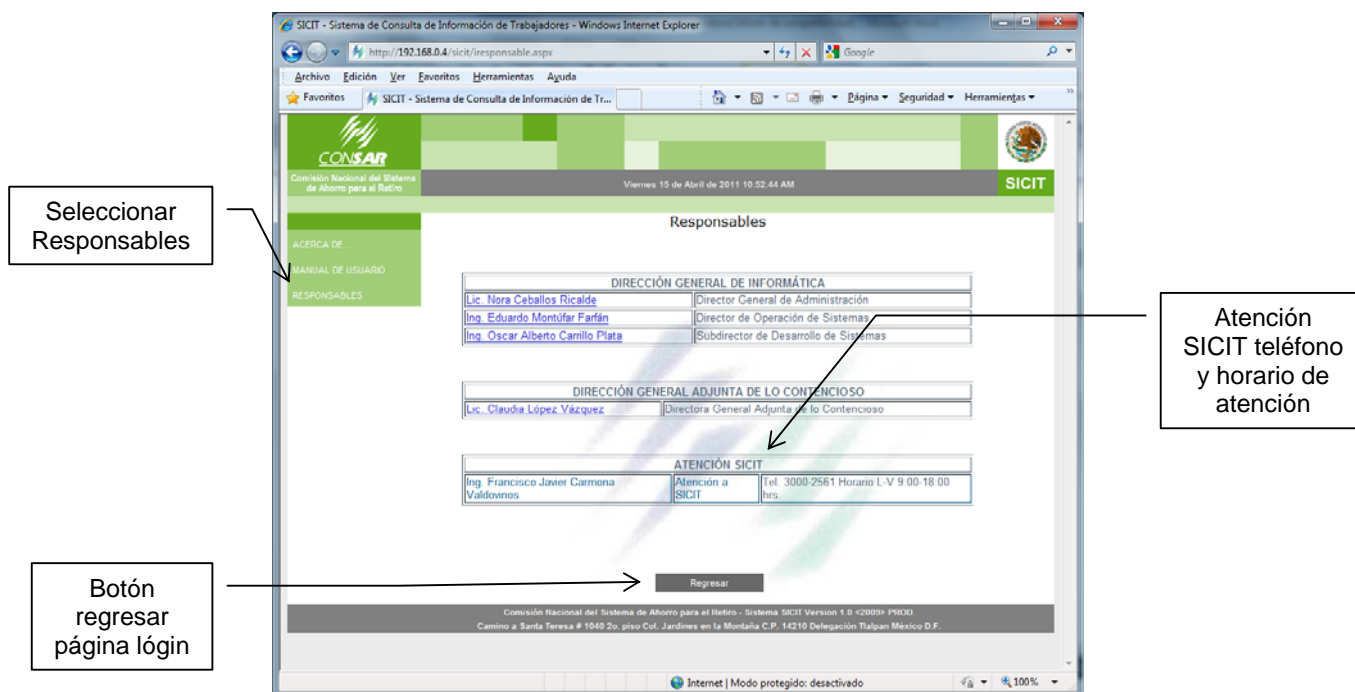 SICIT - Sistema de Consulta de Información de Trabajadores - Windows Internet Explorer
http://192.168.0.4/sicit/iresponsable.aspx
Google
Archivo Edición Ver Favoritos Herramientas Ayuda
Favoritos SICIT - Sistema de Consulta de Información de Tr... Página Seguridad Herramientas »
CONSAR
Comisión Nacional del Sistema
de Ahorro para el Retiro
Viernes 15 de Abril de 2011 10:52:44 AM
SICIT
Seleccionar
Responsables
ACERCA DE...
MANUAL DE USUARIO
RESPONSABLES
Responsables
DIRECCIÓN GENERAL DE INFORMÁTICA
Lic. Nora Ceballos Ricalde Director General de Administración
Ing. Eduardo Montúfar Farfán Director de Operación de Sistemas
Ing. Oscar Alberto Carrillo Plata Subdirector de Desarrollo de Sistemas
DIRECCIÓN GENERAL ADJUNTA DE LO CONTENCIOSO
Lic. Claudia López Vázquez Directora General Adjunta de lo Contencioso
ATENCIÓN SICIT
Ing. Francisco Javier Carmona Valdovinos Atención a SICIT Tel. 3000-2561 Horario L-V 9:00-18:00 hrs.
Atención
SICIT teléfono
y horario de
atención
Regresar
Botón
regresar
página lógin
Comisión Nacional del Sistema de Ahorro para el Retiro - Sistema SICIT Version 1.0 <2009> PROD.
Camino a Santa Teresa # 1040 2o. piso Col. Jardines en la Montaña C.P. 14210 Delegación Tlalpan México D.F.
Internet | Modo protegido: desactivado 100%